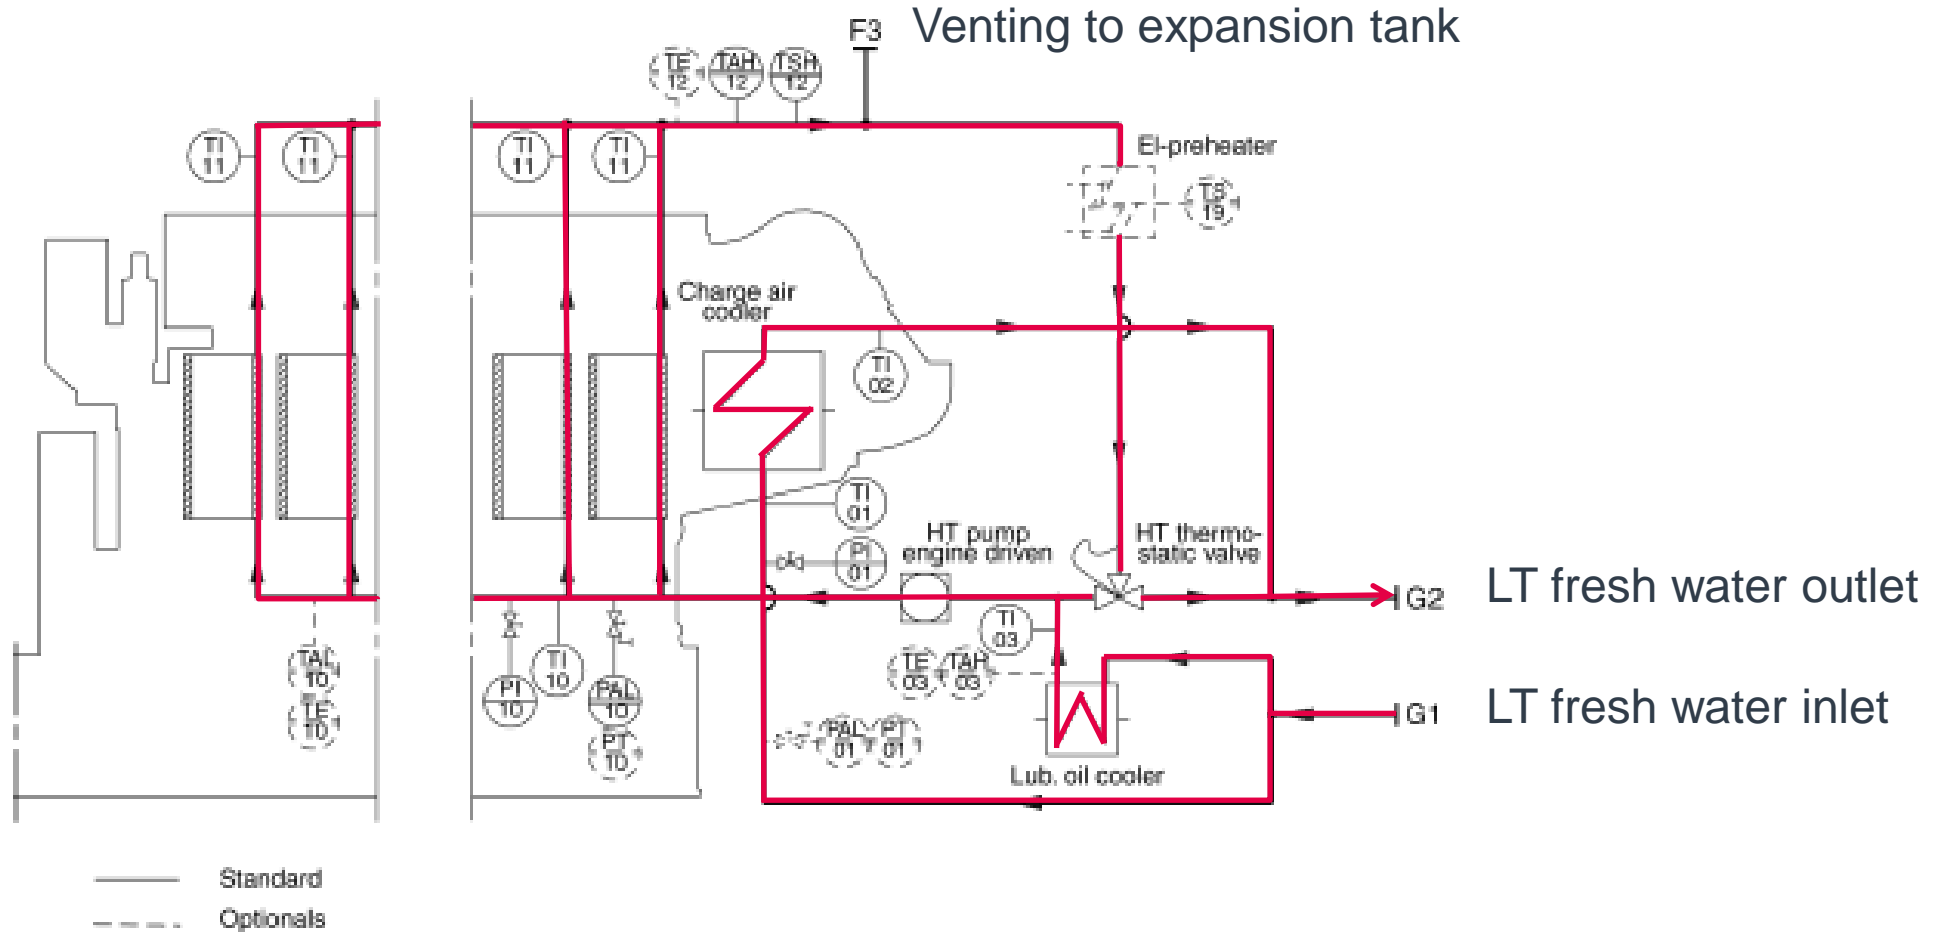 Venting to expansion tank
F3
TE
12
TAH
12
TSH
12
TI
11
TI
11
TI
11
TI
11
El-preheater
TS
19
Charge air
cooler
TI
02
TI
01
PI
01
HT pump
engine driven
HT thermo-
static valve
G2
LT fresh water outlet
TI
03
TE
03
TAH
03
TAL
10
TE
10
PI
10
TI
10
PAL
10
PT
10
PAL
01
PT
01
G1
LT fresh water inlet
Lub. oil cooler
Standard
Optionals